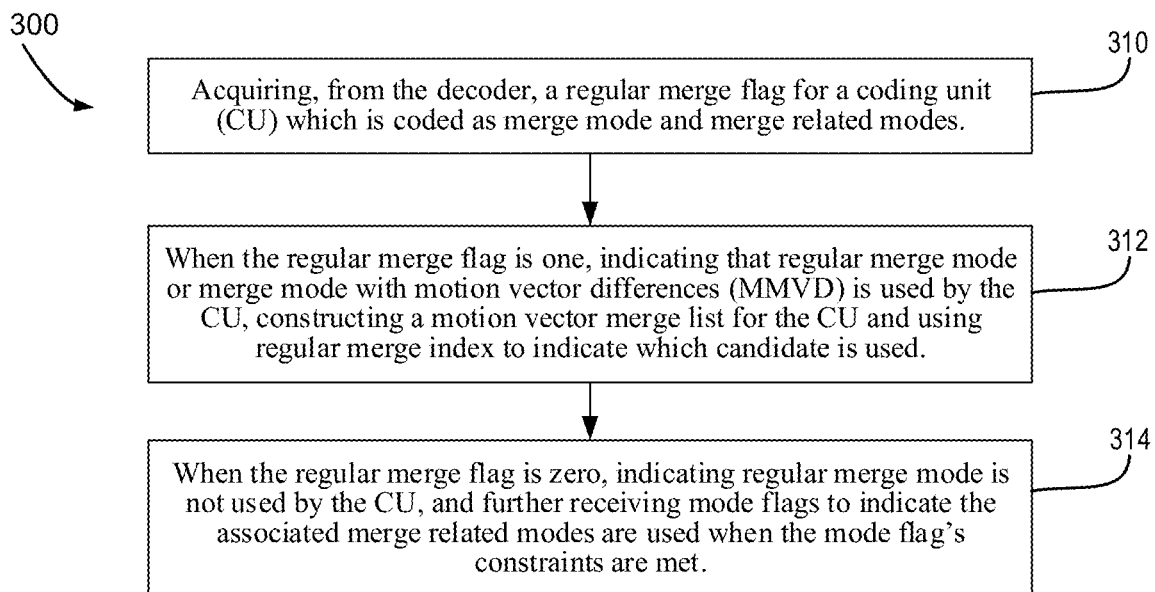 300
310
Acquiring, from the decoder, a regular merge flag for a coding unit
(CU) which is coded as merge mode and merge related modes.
312
When the regular merge flag is one, indicating that regular merge mode
or merge mode with motion vector differences (MMVD) is used by the
CU, constructing a motion vector merge list for the CU and using
regular merge index to indicate which candidate is used.
314
When the regular merge flag is zero, indicating regular merge mode is
not used by the CU, and further receiving mode flags to indicate the
associated merge related modes are used when the mode flag's
constraints are met.